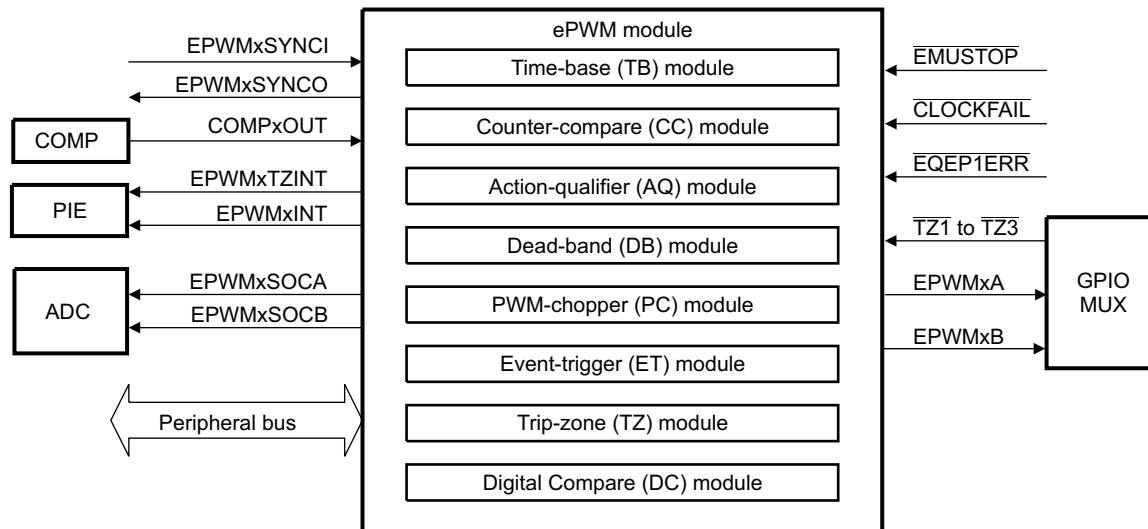 ePWM module
EPWMxSYNCI
EPWMxSYNCO
COMP
COMPxOUT
PIE
EPWMxTZINT
EPWMxINT
ADC
EPWMxSOCA
EPWMxSOCB
Peripheral bus
Time-base (TB) module
Counter-compare (CC) module
Action-qualifier (AQ) module
Dead-band (DB) module
PWM-chopper (PC) module
Event-trigger (ET) module
Trip-zone (TZ) module
Digital Compare (DC) module
EMUSTOP
CLOCKFAIL
EQEP1ERR
TZ1 to TZ3
EPWMxA
EPWMxB
GPIO
MUX